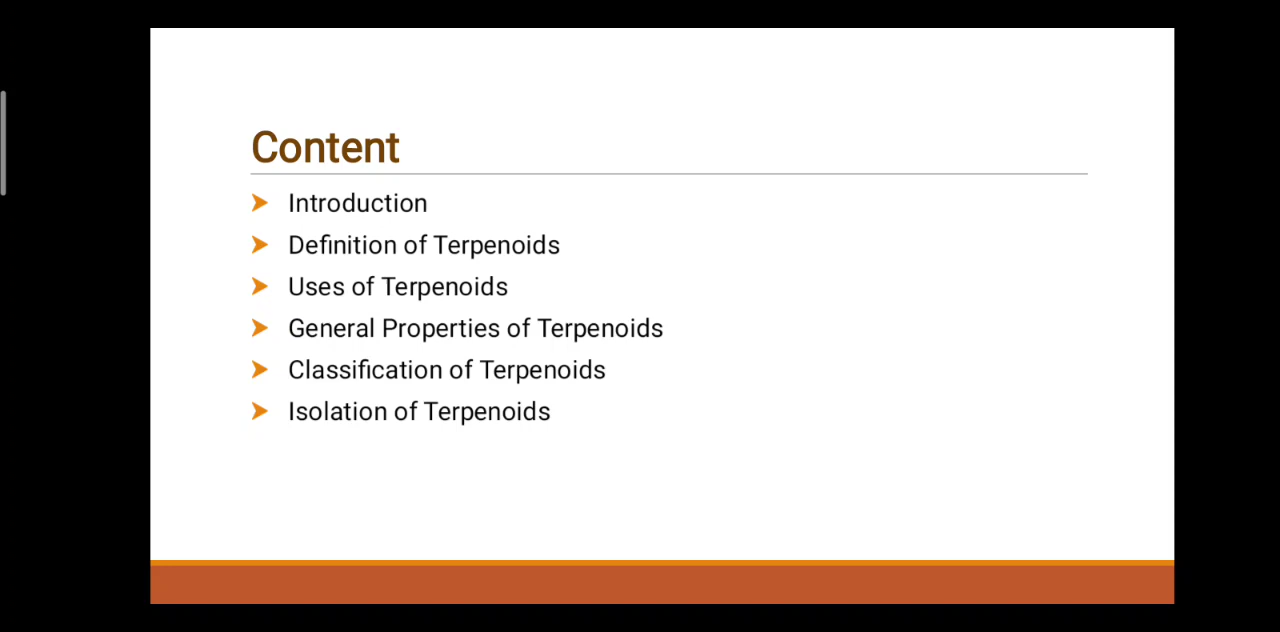 Content
Introduction
Definition of Terpenoids
Uses of Terpenoids
General Properties of Terpenoids
Classification of Terpenoids
Isolation of Terpenoids